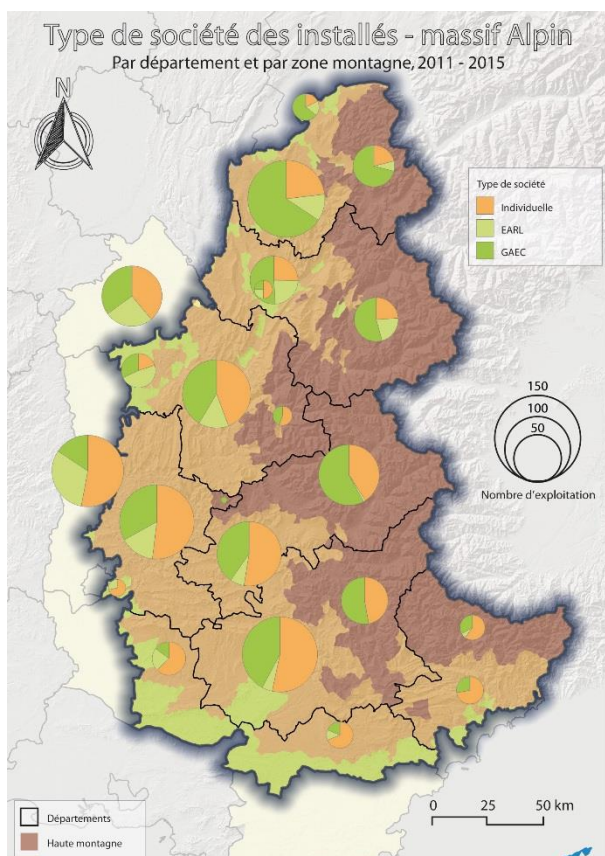 Type de société des installés - massif Alpin
Par département et par zone montagne, 2011 - 2015
N
Type de société
Individuelle
EARL
GAEC
150
100
50
Nombre d'exploitation
0 25 50 km
Départements
Haute montagne